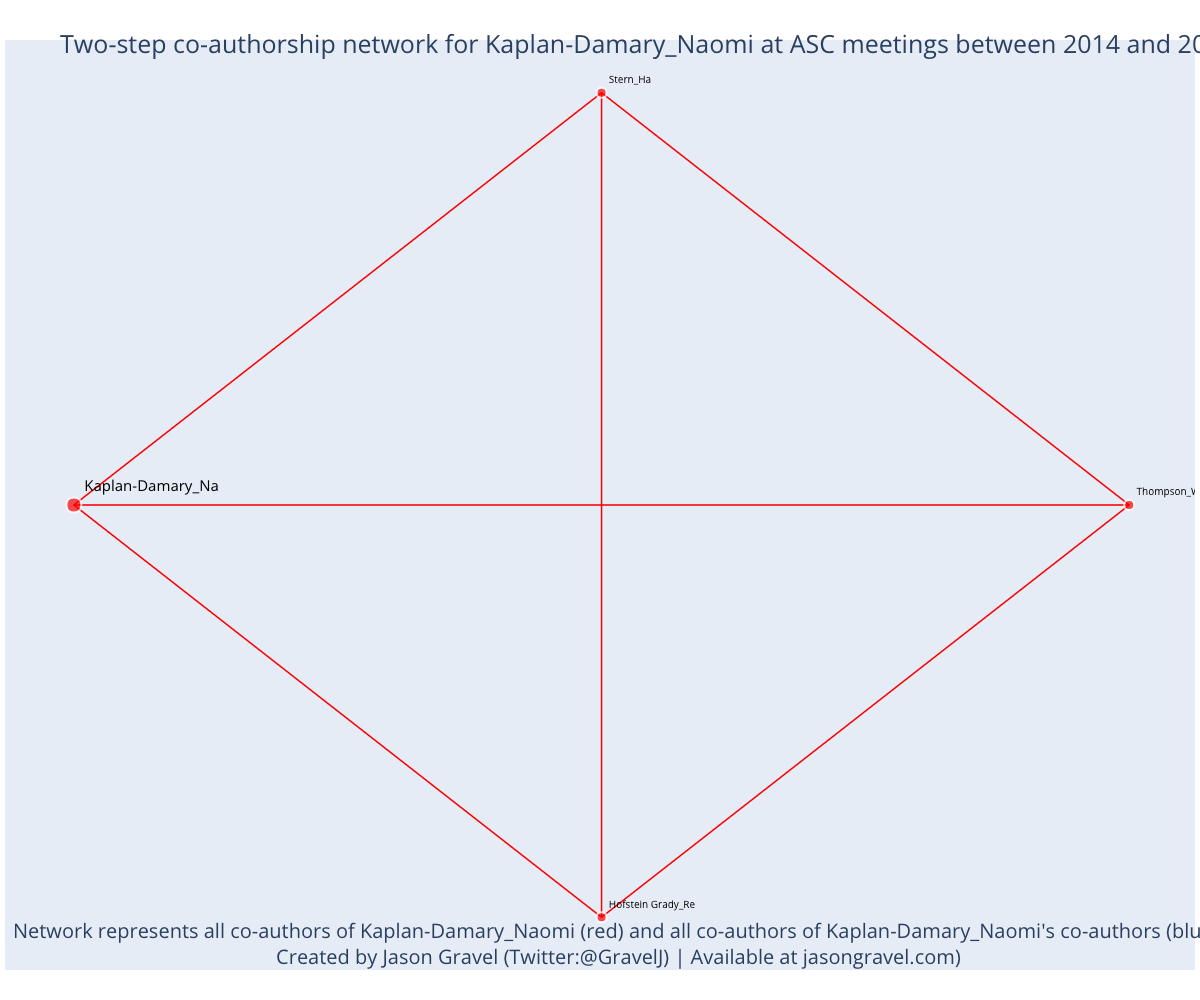 Two-step co-authorship network for Kaplan-Damary_Naomi at ASC meetings between 2014 and
Stern_Ha
Kaplan-Damary_Na
Thompson_
Hofstein Grady_Re
Network represents all co-authors of Kaplan-Damary_Naomi (red) and all co-authors of Kaplan-Damary_Naomi's co-authors (blu
Created by Jason Gravel (Twitter:@GravelJ) | Available at jasongravel.com)